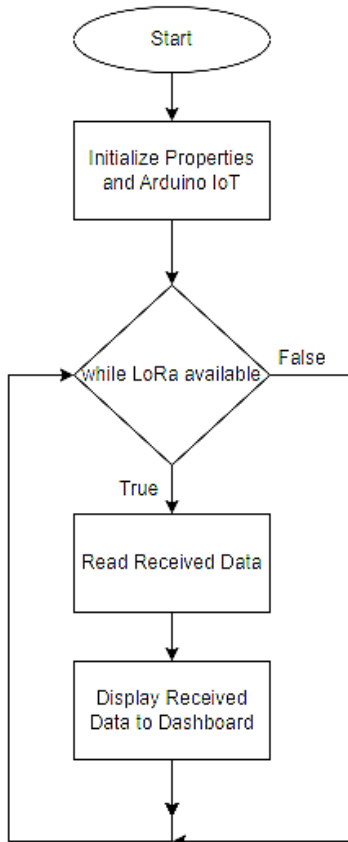 Start
Initialize Properties
and Arduino IoT
while LoRa available
False
True
Read Received Data
Display Received
Data to Dashboard